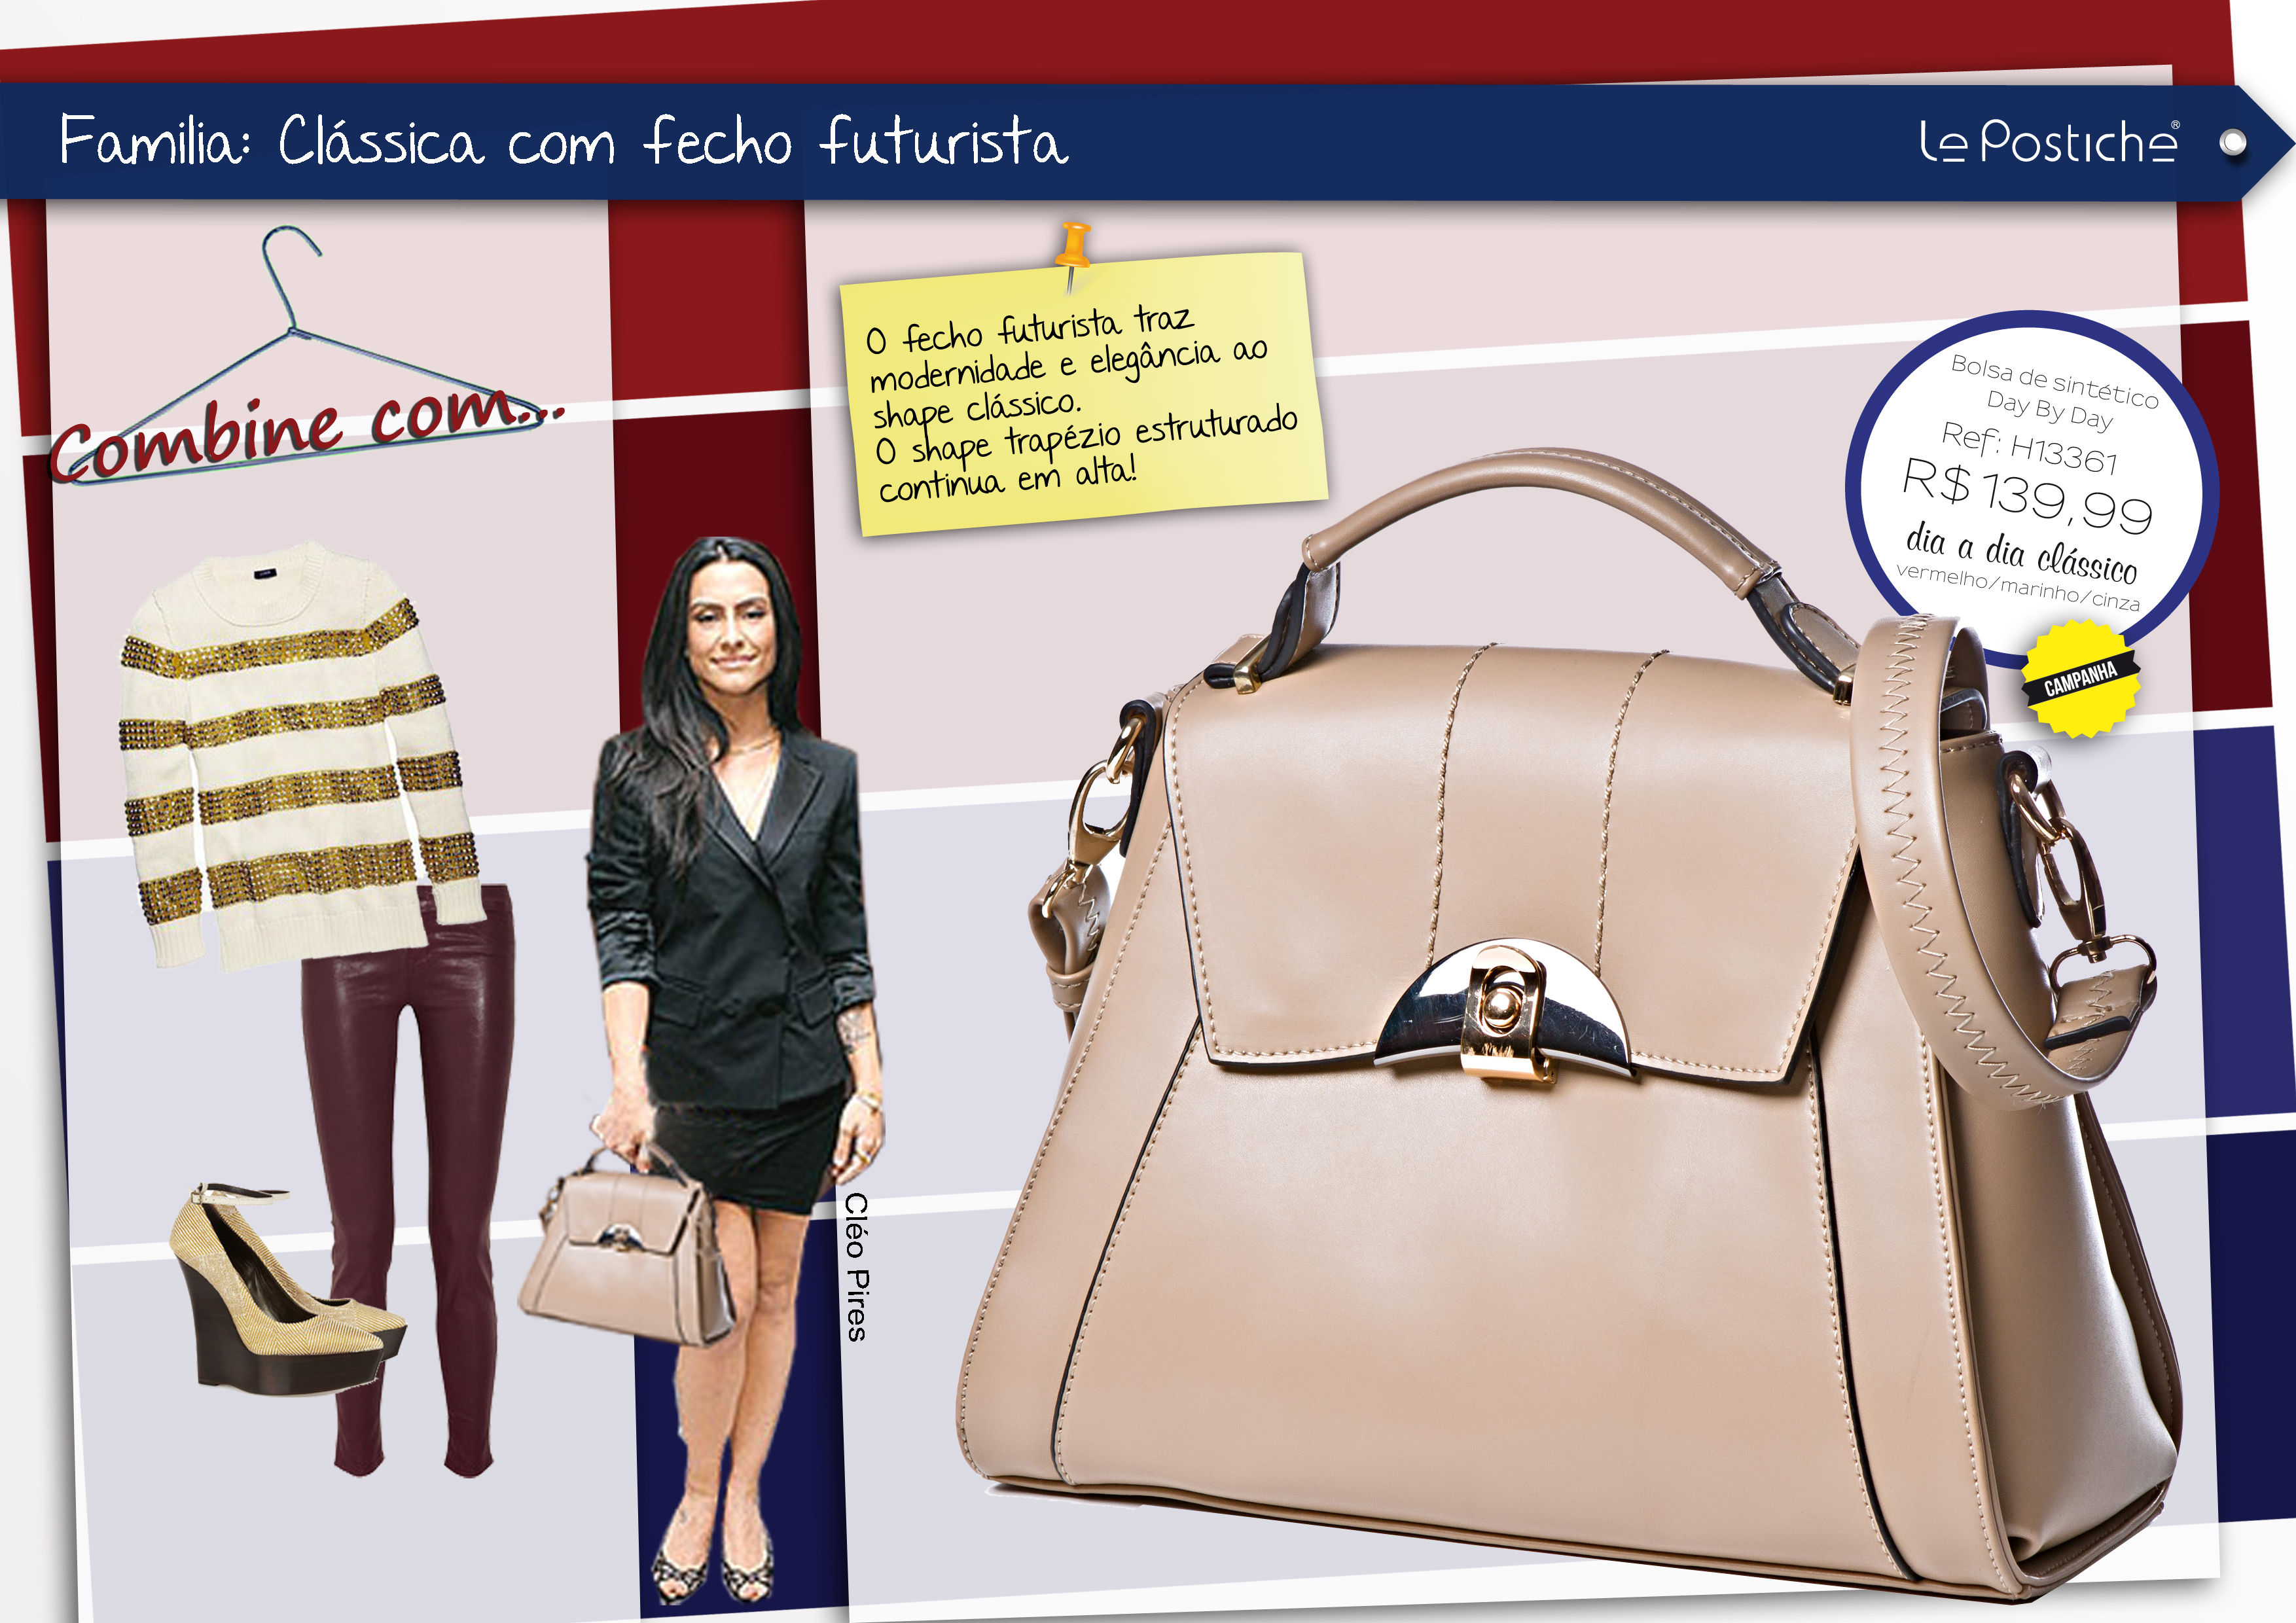 Familia: Clássica com fecho futurista
Le Postiche®
Combine com...
O fecho futurista traz
modernidade e elegância ao
shape clássico.
O shape trapézio estruturado
continua em alta!
Bolsa de sintético
Day By Day
Ref: H13361
R$ 139,99
dia a dia clássico
vermelho/marinho/cinza
CAMPANHA
Cléo Pires